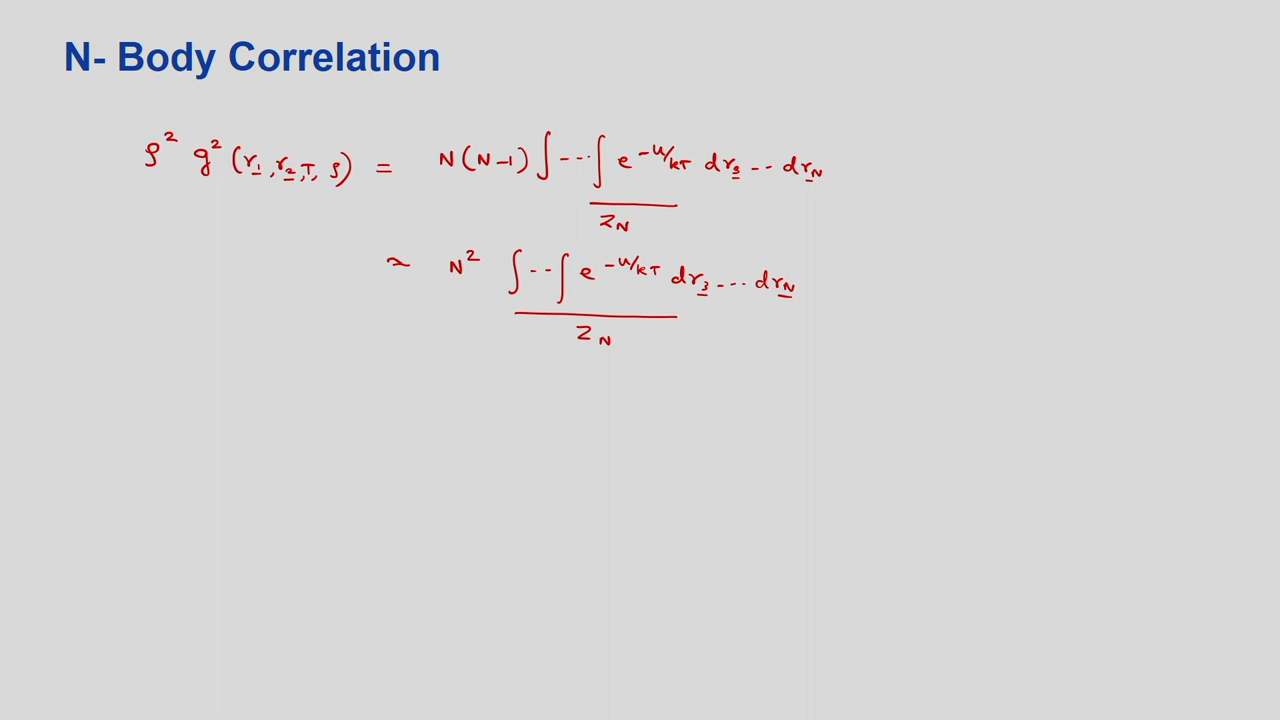 N- Body Correlation
ρ² g² (r₁, r₂, T, ρ) = N(N-1) ∫---∫ e^{-U/kT} dr₃ -- dr_N
Z_N
~ N² ∫--∫ e^{-U/kT} dr₃ ... dr_N
Z_N